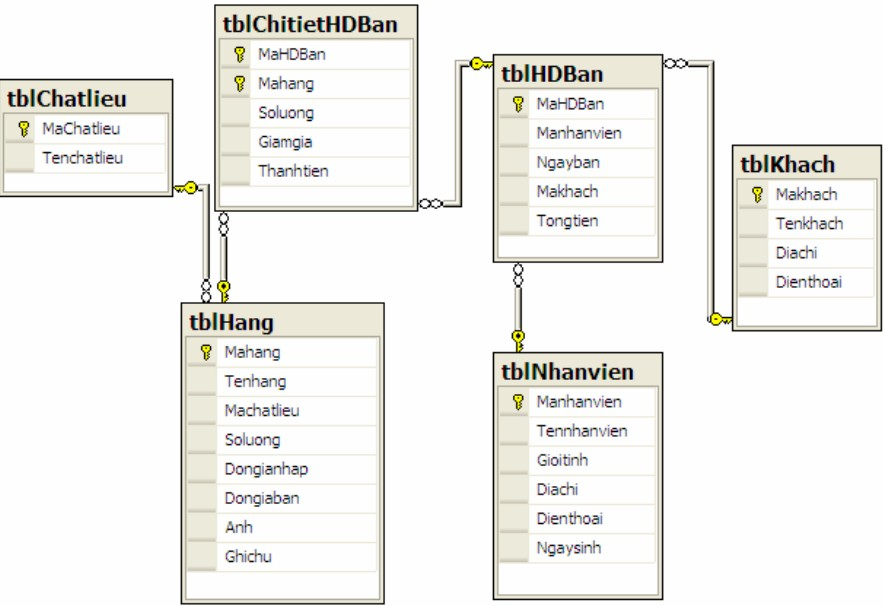 tblChitietHDBan
MaHDBan
Mahang
Soluong
Giamgia
Thanhtien
tblChatlieu
MaChatlieu
Tenchatlieu
tblHDBan
MaHDBan
Manhanvien
Ngayban
Makhach
Tongtien
tblKhach
Makhach
Tenkhach
Diachi
Dienthoai
tblHang
Mahang
Tenhang
Machatlieu
Soluong
Dongianhap
Dongiaban
Anh
Ghichu
tblNhanvien
Manhanvien
Tennhanvien
Gioitinh
Diachi
Dienthoai
Ngaysinh